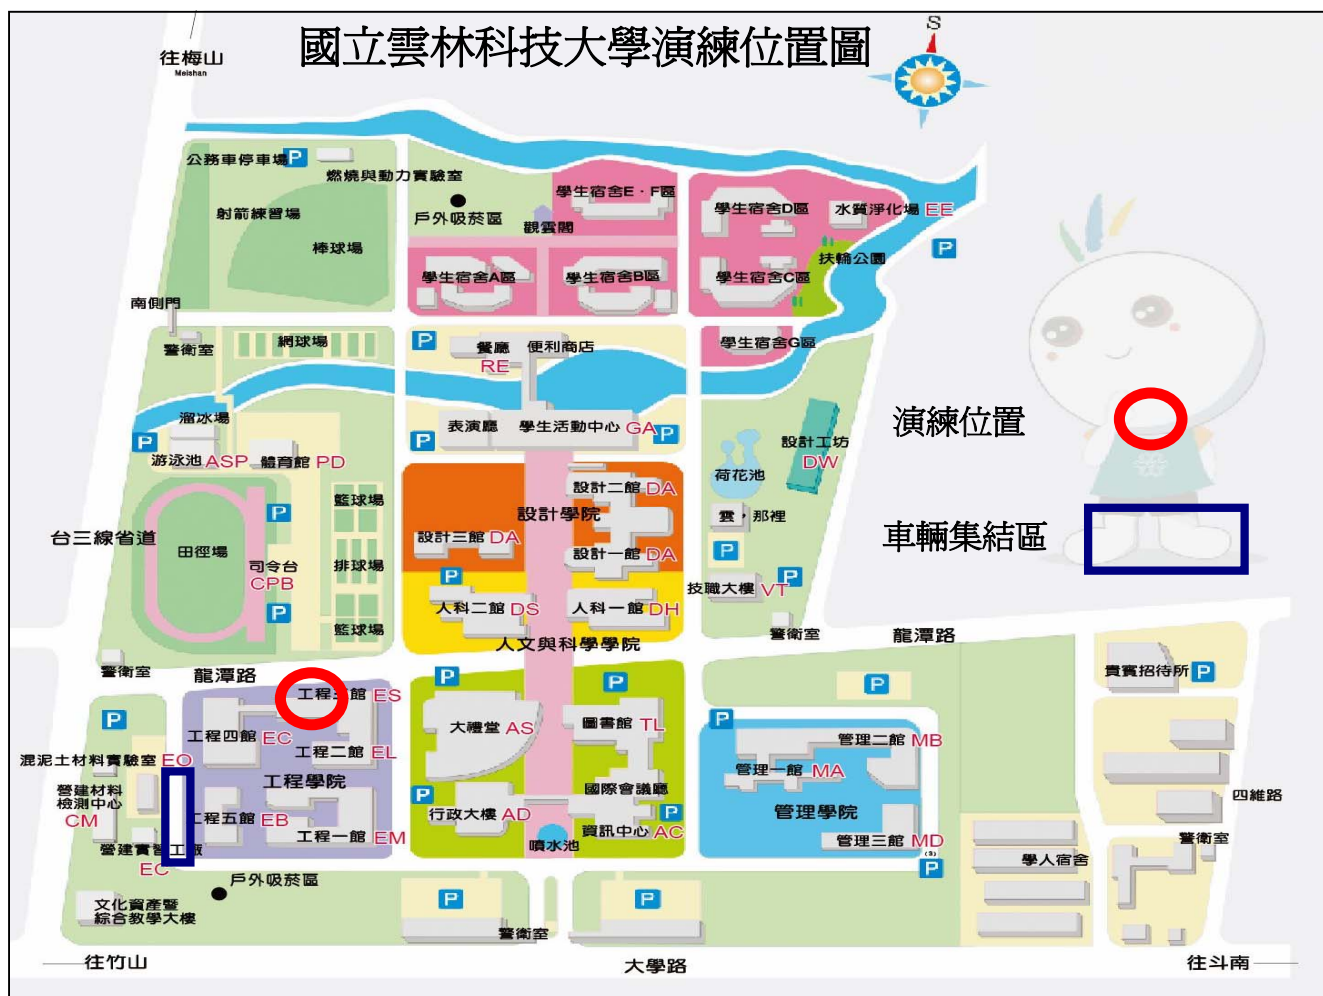 國立雲林科技大學演練位置圖
S
往梅山
Meishan
公務車停車場 P
燃燒與動力實驗室
射箭練習場
棒球場
戶外吸菸區
觀雲閣
學生宿舍E‧F區
學生宿舍D區
水質淨化場 EE
P
扶輪公園
學生宿舍A區
學生宿舍B區
學生宿舍C區
南側門
警衛室
網球場
P
餐廳
RE
便利商店
學生宿舍G區
溜冰場
P
游泳池 ASP
體育館 PD
P
表演廳
學生活動中心 GA
P
荷花池
設計工坊
DW
演練位置
車輛集結區
台三線省道
田徑場
P
籃球場
司令台
CPB
排球場
P
籃球場
設計學院
設計二館 DA
設計三館 DA
設計一館 DA
雲‧那裡
P
P
技職大樓 VT
P
人科二館 DS
人科一館 DH
人文與科學學院
警衛室
龍潭路
警衛室
龍潭路
貴賓招待所 P
P
工程三館 ES
P
大禮堂 AS
P
圖書館 TL
P
P
管理二館 MB
管理一館 MA
工程四館 EC
工程二館 EL
混泥土材料實驗室 EO
工程學院
營建材料
檢測中心
CM
工程五館 EB
工程一館 EM
營建實習工廠
EC
P
行政大樓 AD
國際會議廳
資訊中心 AC
P
噴水池
管理學院
管理三館 MD
(S)
P
四維路
警衛室
學人宿舍
戶外吸菸區
文化資產暨
綜合教學大樓
P
警衛室
P
往竹山
大學路
往斗南